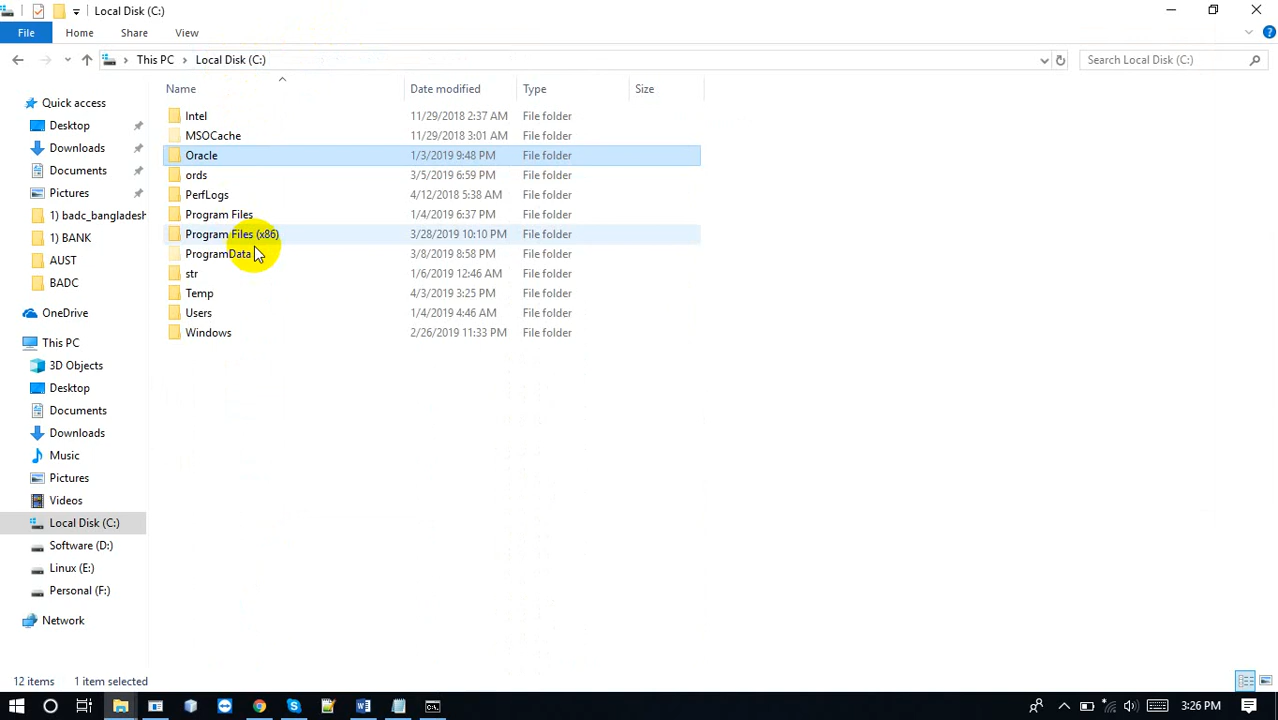 Local Disk (C:)
File Home Share View
This PC Local Disk (C:) Search Local Disk (C:)
Name Date modified Type Size
Quick access
Desktop
Downloads
Documents
Pictures
1) badc_bangladesh
1) BANK
AUST
BADC
OneDrive
This PC
3D Objects
Desktop
Documents
Downloads
Music
Pictures
Videos
Local Disk (C:)
Software (D:)
Linux (E:)
Personal (F:)
Network
Intel 11/29/2018 2:37 AM File folder
MSOCache 11/29/2018 3:01 AM File folder
Oracle 1/3/2019 9:48 PM File folder
ords 3/5/2019 6:59 PM File folder
PerfLogs 4/12/2018 5:38 AM File folder
Program Files 1/4/2019 6:37 PM File folder
Program Files (x86) 3/28/2019 10:10 PM File folder
ProgramData 3/8/2019 8:58 PM File folder
str 1/6/2019 12:46 AM File folder
Temp 4/3/2019 3:25 PM File folder
Users 1/4/2019 4:46 AM File folder
Windows 2/26/2019 11:33 PM File folder
12 items 1 item selected
3:26 PM